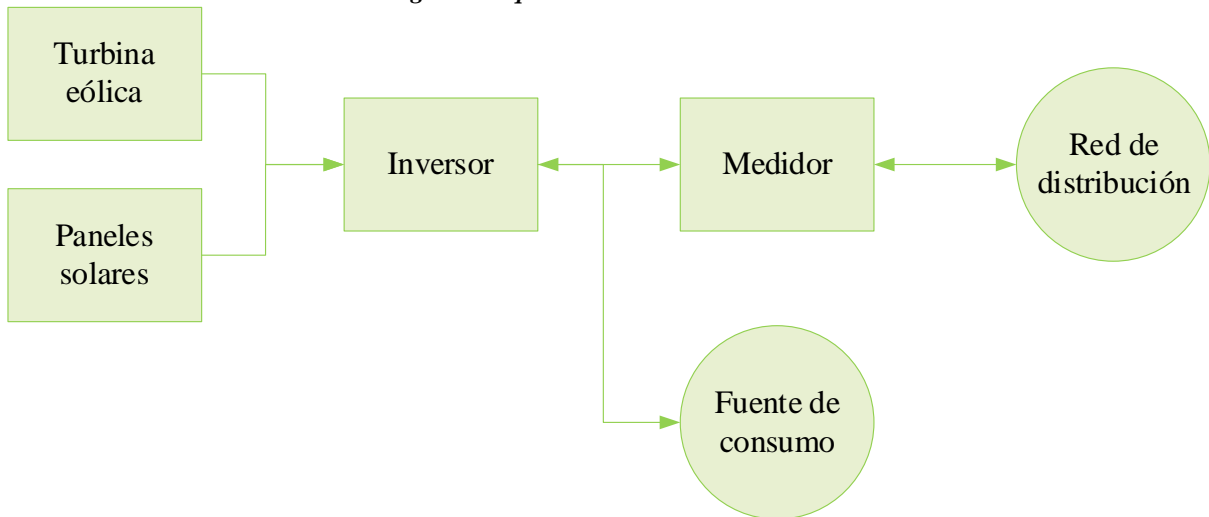 Turbina
eólica
Paneles
solares
Inversor
Medidor
Red de
distribución
Fuente de
consumo